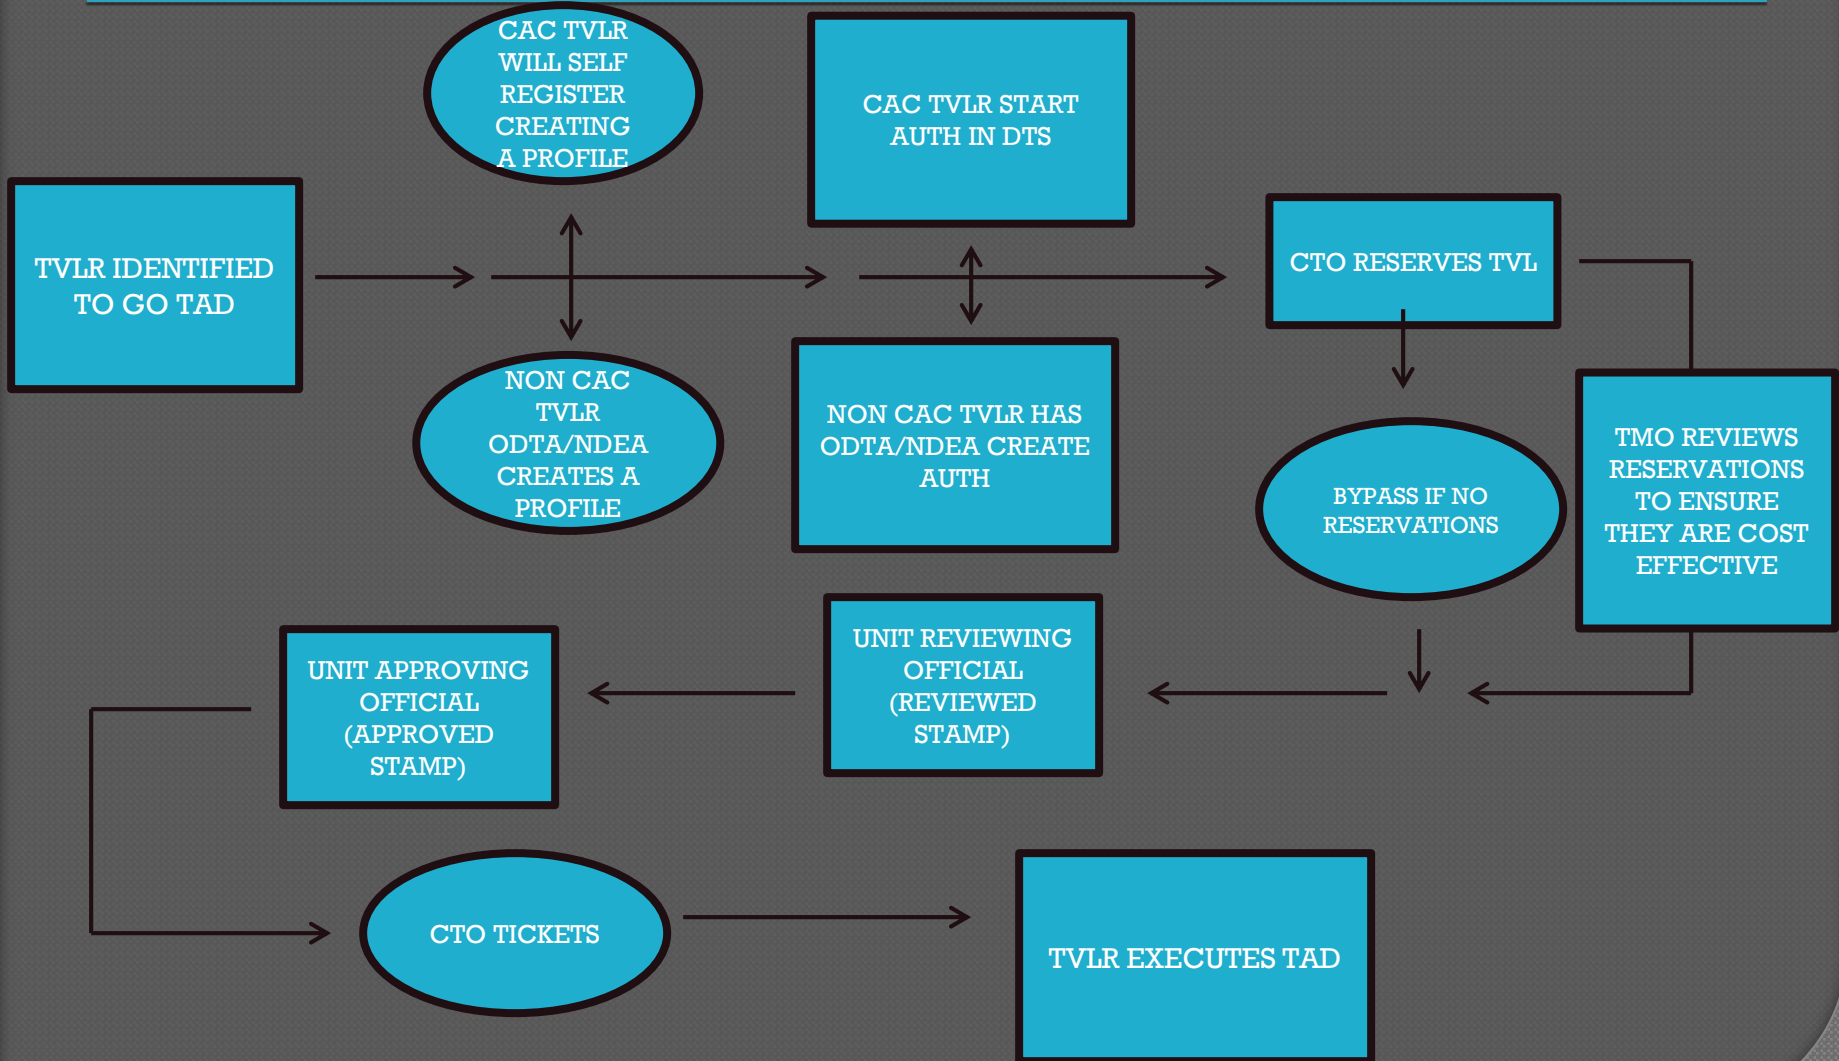 CAC TVLR
WILL SELF
REGISTER
CREATING
A PROFILE
CAC TVLR START
AUTH IN DTS
TVLR IDENTIFIED
TO GO TAD
CTO RESERVES TVL
NON CAC
TVLR
ODTA/NDEA
CREATES A
PROFILE
NON CAC TVLR HAS
ODTA/NDEA CREATE
AUTH
BYPASS IF NO
RESERVATIONS
TMO REVIEWS
RESERVATIONS
TO ENSURE
THEY ARE COST
EFFECTIVE
UNIT APPROVING
OFFICIAL
(APPROVED
STAMP)
UNIT REVIEWING
OFFICIAL
(REVIEWED
STAMP)
CTO TICKETS
TVLR EXECUTES TAD